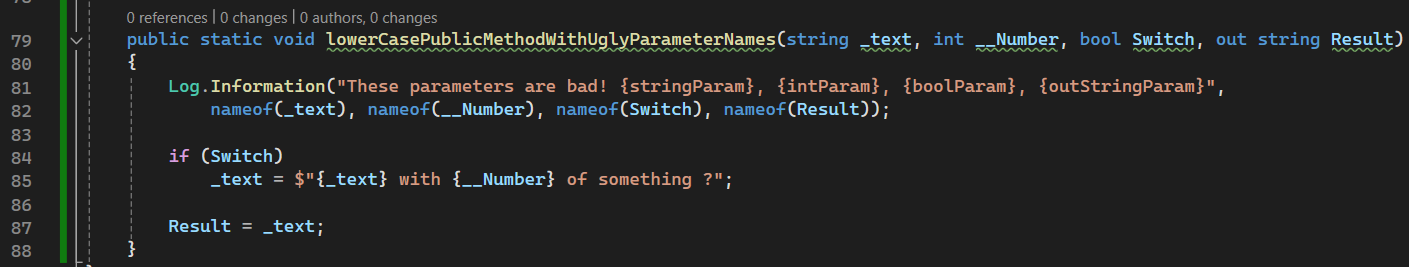 78
0 references | 0 changes | 0 authors, 0 changes
79 public static void lowerCasePublicMethodWithUglyParameterNames(string _text, int __Number, bool Switch, out string Result)
80 {
81 Log.Information("These parameters are bad! {stringParam}, {intParam}, {boolParam}, {outStringParam}",
82 nameof(_text), nameof(__Number), nameof(Switch), nameof(Result));
83
84 if (Switch)
85 _text = $"{_text} with {__Number} of something ?";
86
87 Result = _text;
88 }